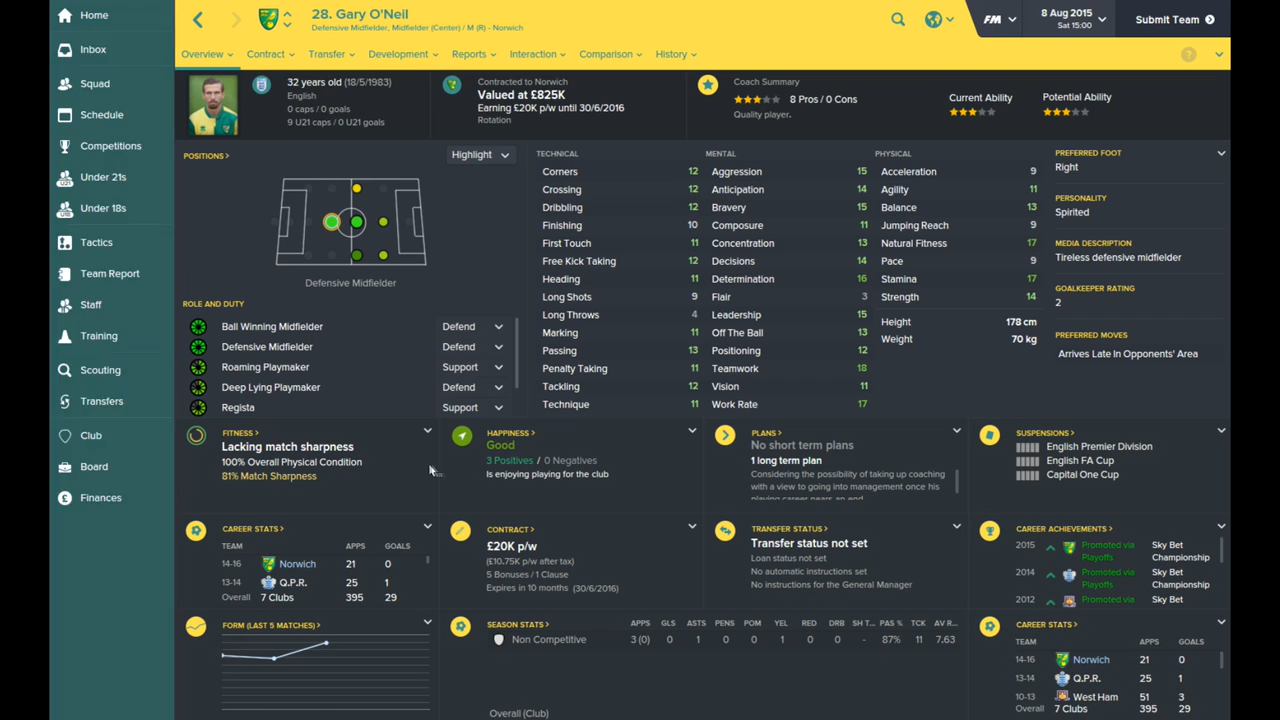 Home
Inbox
Squad
Schedule
Competitions
U21 Under 21s
U18 Under 18s
Tactics
Team Report
Staff
Training
Scouting
Transfers
Club
Board
Finances
28. Gary O'Neil
Defensive Midfielder, Midfielder (Center) / M (R) - Norwich
FM
8 Aug 2015
Sat 15:00
Submit Team
Overview Contract Transfer Development Reports Interaction Comparison History
?
32 years old (18/5/1983)
English
0 caps / 0 goals
9 U21 caps / 0 U21 goals
Contracted to Norwich
Valued at £825K
Earning £20K p/w until 30/6/2016
Rotation
Coach Summary
8 Pros / 0 Cons
Quality player.
Current Ability
Potential Ability
POSITIONS>
Highlight
Defensive Midfielder
ROLE AND DUTY
Ball Winning Midfielder Defend
Defensive Midfielder Defend
Roaming Playmaker Support
Deep Lying Playmaker Defend
Regista Support
TECHNICAL
Corners 12
Crossing 12
Dribbling 12
Finishing 10
First Touch 11
Free Kick Taking 12
Heading 11
Long Shots 9
Long Throws 4
Marking 11
Passing 13
Penalty Taking 11
Tackling 12
Technique 11
MENTAL
Aggression 15
Anticipation 14
Bravery 15
Composure 11
Concentration 13
Decisions 14
Determination 16
Flair 3
Leadership 15
Off The Ball 13
Positioning 12
Teamwork 18
Vision 11
Work Rate 17
PHYSICAL
Acceleration 9
Agility 11
Balance 13
Jumping Reach 9
Natural Fitness 17
Pace 9
Stamina 17
Strength 14
Height 178 cm
Weight 70 kg
PREFERRED FOOT
Right
PERSONALITY
Spirited
MEDIA DESCRIPTION
Tireless defensive midfielder
GOALKEEPER RATING
2
PREFERRED MOVES
Arrives Late In Opponents' Area
FITNESS>
Lacking match sharpness
100% Overall Physical Condition
81% Match Sharpness
HAPPINESS>
Good
3 Positives / 0 Negatives
Is enjoying playing for the club
PLANS>
No short term plans
1 long term plan
Considering the possibility of taking up coaching
with a view to going into management once his
playing career nears an end
SUSPENSIONS>
English Premier Division
English FA Cup
Capital One Cup
CAREER STATS>
TEAM APPS GOALS
14-16 Norwich 21 0
13-14 Q.P.R. 25 1
Overall 7 Clubs 395 29
CONTRACT>
£20K p/w
(£10.75K p/w after tax)
5 Bonuses / 1 Clause
Expires in 10 months (30/6/2016)
TRANSFER STATUS>
Transfer status not set
Loan status not set
No automatic instructions set
No instructions for the General Manager
CAREER ACHIEVEMENTS>
2015 Promoted via Playoffs Sky Bet Championship
2014 Promoted via Playoffs Sky Bet Championship
2012 Promoted via Sky Bet
FORM (LAST 5 MATCHES)>
SEASON STATS> APPS GLS ASTS PENS POM YEL RED DRB SH T... PAS % TCK AV R...
Non Competitive 3 (0) 0 1 0 0 1 0 0 - 87% 11 7.63
Overall (Club)
CAREER STATS>
TEAM APPS GOALS
14-16 Norwich 21 0
13-14 Q.P.R. 25 1
10-13 West Ham 51 3
Overall 7 Clubs 395 29